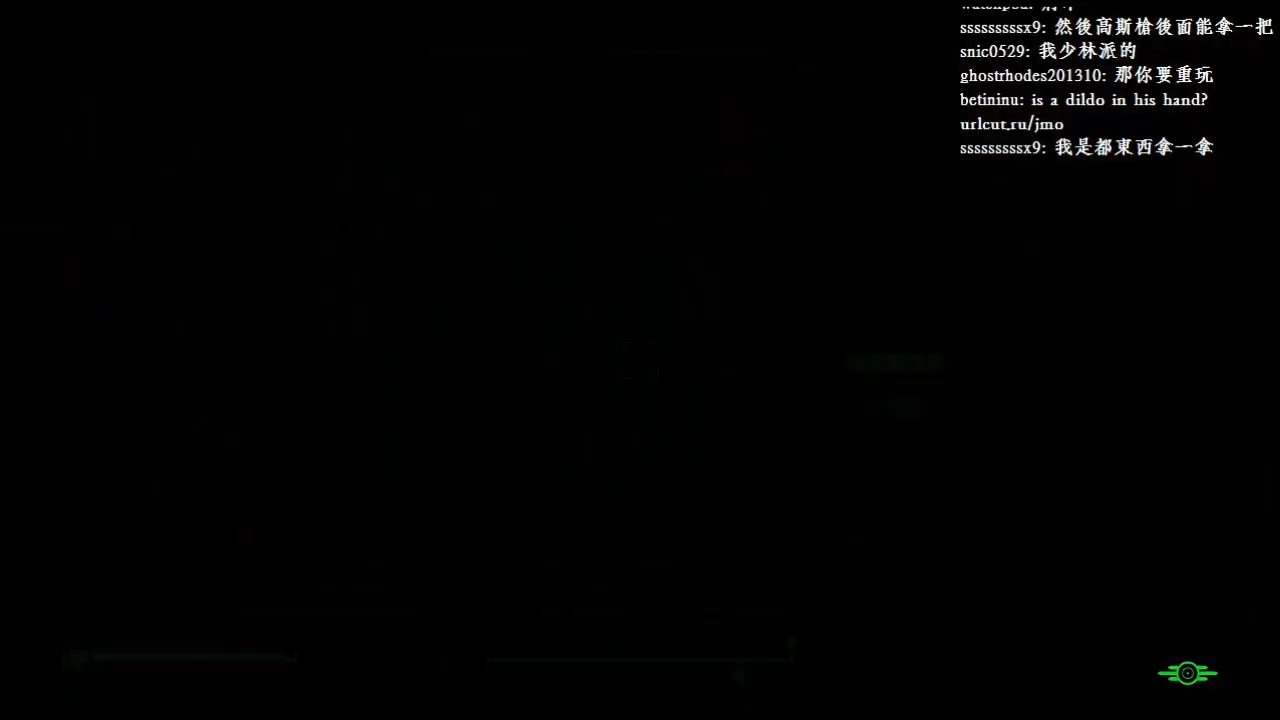 ssssssssssx9: 然後高斯槍後面能拿一把
snic0529: 我少林派的
ghostrhodes201310: 那你要重玩
betininu: is a dildo in his hand?
urlcut.ru/jmo
ssssssssssx9: 我是都東西拿一拿